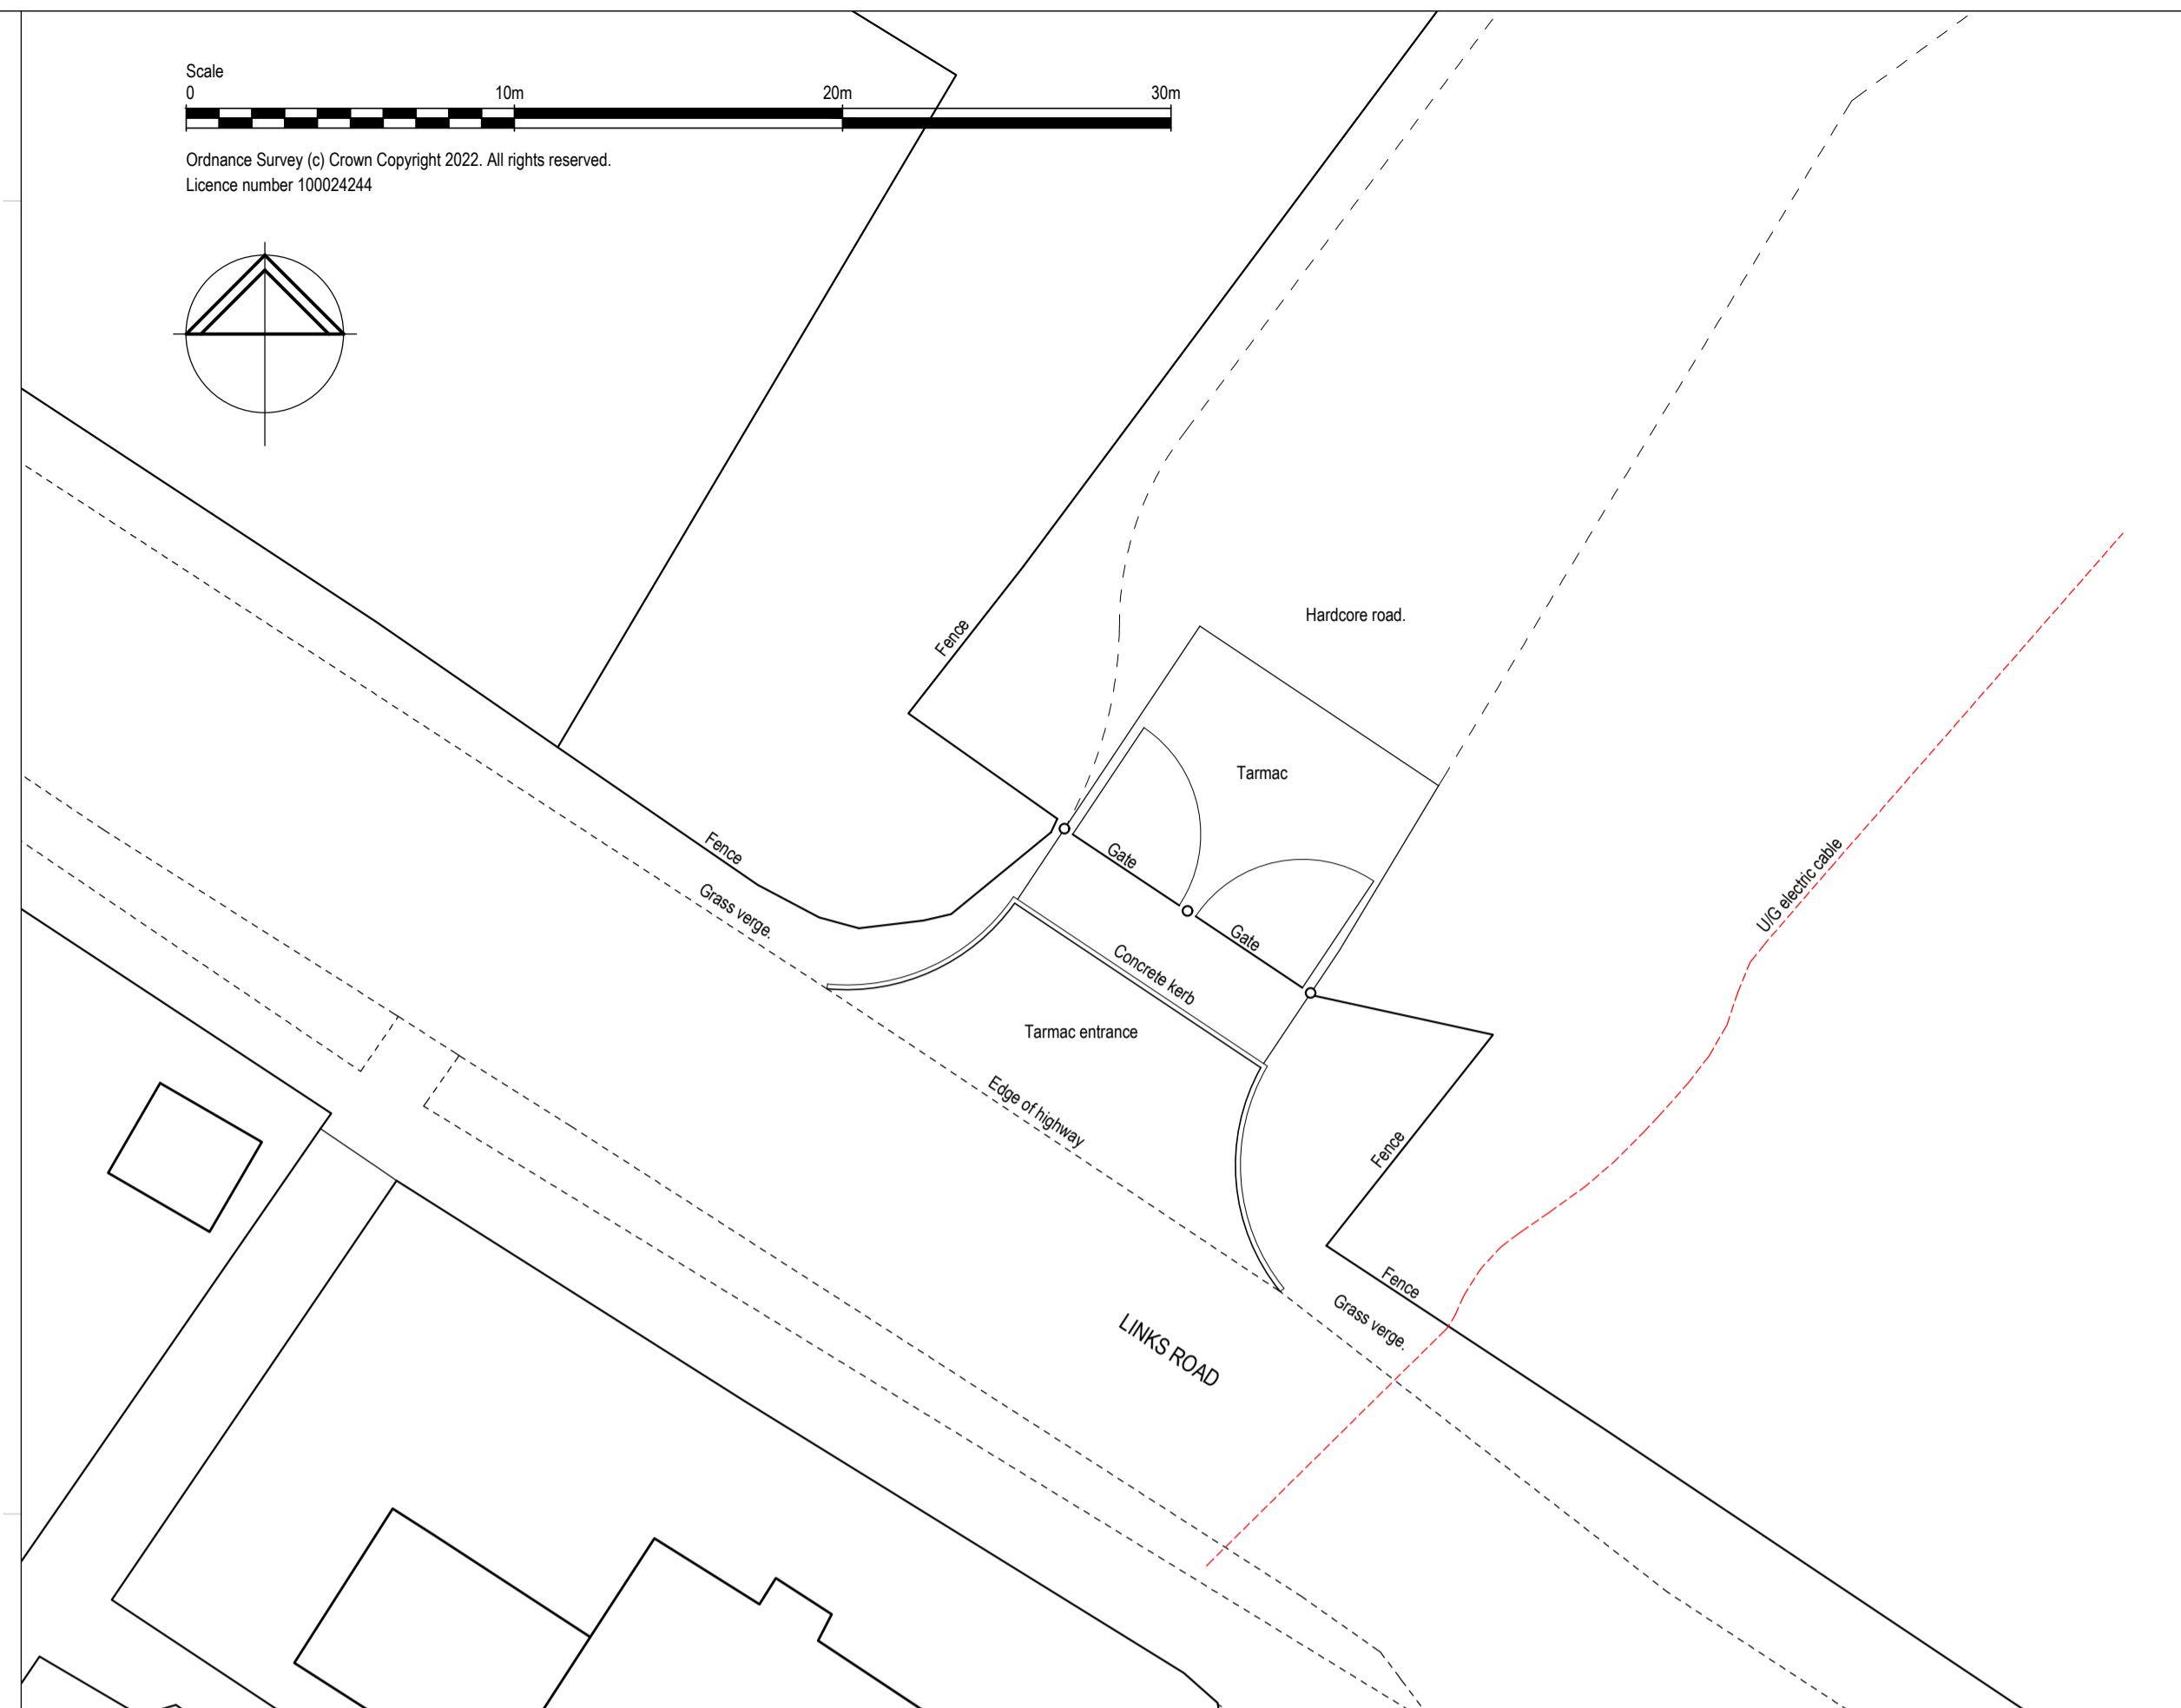 Scale
0 10m 20m 30m
Ordnance Survey (c) Crown Copyright 2022. All rights reserved.
Licence number 100024244
Hardcore road.
Fence
Tarmac
Fence
Gate
Grass verge.
Gate
U/G electric cable
Concrete kerb
Tarmac entrance
Edge of highway
Fence
Fence
Grass verge.
LINKS ROAD